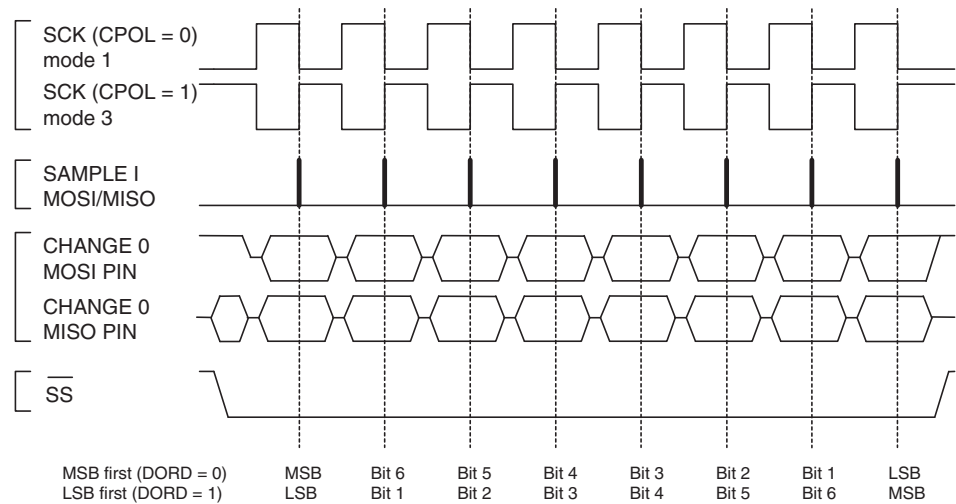 SCK (CPOL = 0)
mode 1
SCK (CPOL = 1)
mode 3
SAMPLE I
MOSI/MISO
CHANGE 0
MOSI PIN
CHANGE 0
MISO PIN
SS
MSB first (DORD = 0) MSB Bit 6 Bit 5 Bit 4 Bit 3 Bit 2 Bit 1 LSB
LSB first (DORD = 1) LSB Bit 1 Bit 2 Bit 3 Bit 4 Bit 5 Bit 6 MSB